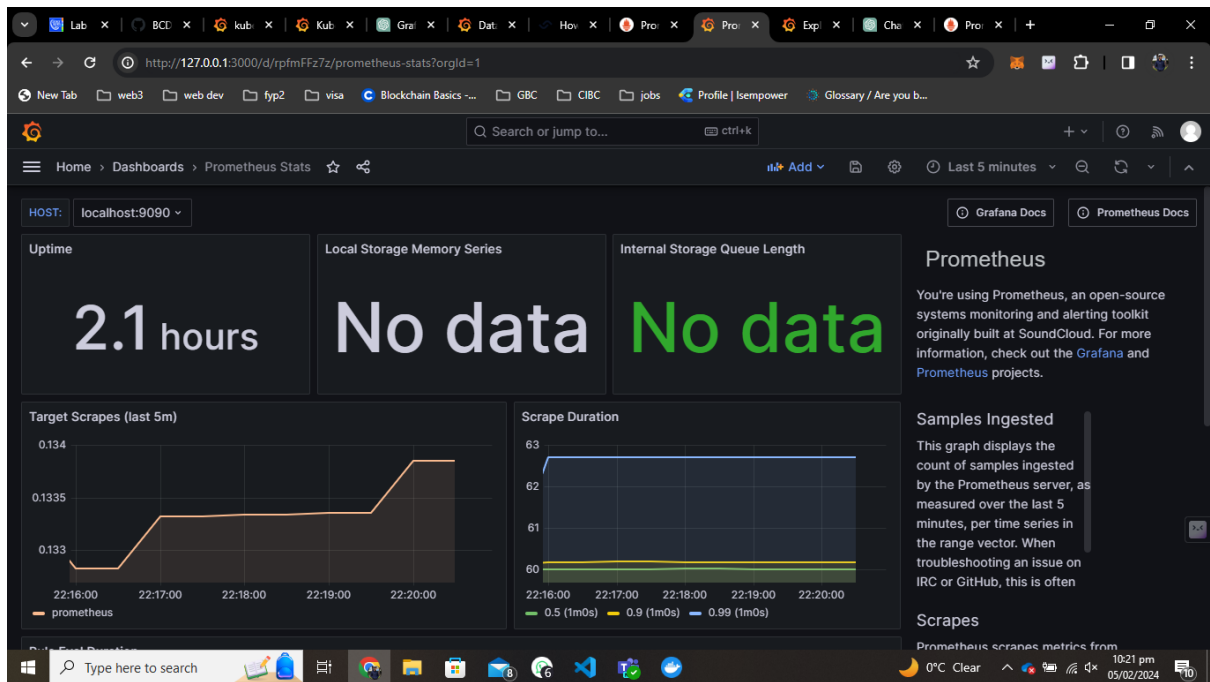 Lab
BCD
kub
Kub
Gral
Dat
How
Pro
Pro
Expl
Cha
Pro
http://127.0.0.1:3000/d/rpfmFFz7z/prometheus-stats?orgId=1
New Tab
web3
web dev
fyp2
visa
Blockchain Basics -...
GBC
CIBC
jobs
Profile | Isempower
Glossary / Are you b...
Search or jump to...
ctrl+k
Home › Dashboards › Prometheus Stats
Add
Last 5 minutes
HOST:
localhost:9090
Grafana Docs
Prometheus Docs
Uptime
2.1 hours
Local Storage Memory Series
No data
Internal Storage Queue Length
No data
Prometheus
You're using Prometheus, an open-source
systems monitoring and alerting toolkit
originally built at SoundCloud. For more
information, check out the Grafana and
Prometheus projects.
Target Scrapes (last 5m)
0.134
0.1335
0.133
22:16:00
22:17:00
22:18:00
22:19:00
22:20:00
prometheus
Scrape Duration
63
62
61
60
22:16:00
22:17:00
22:18:00
22:19:00
22:20:00
0.5 (1m0s)
0.9 (1m0s)
0.99 (1m0s)
Samples Ingested
This graph displays the
count of samples ingested
by the Prometheus server, as
measured over the last 5
minutes, per time series in
the range vector. When
troubleshooting an issue on
IRC or GitHub, this is often
Scrapes
Prometheus scrapes metrics from
Rule Eval Duration
Type here to search
8
6
0°C Clear
10:21 pm
05/02/2024
10